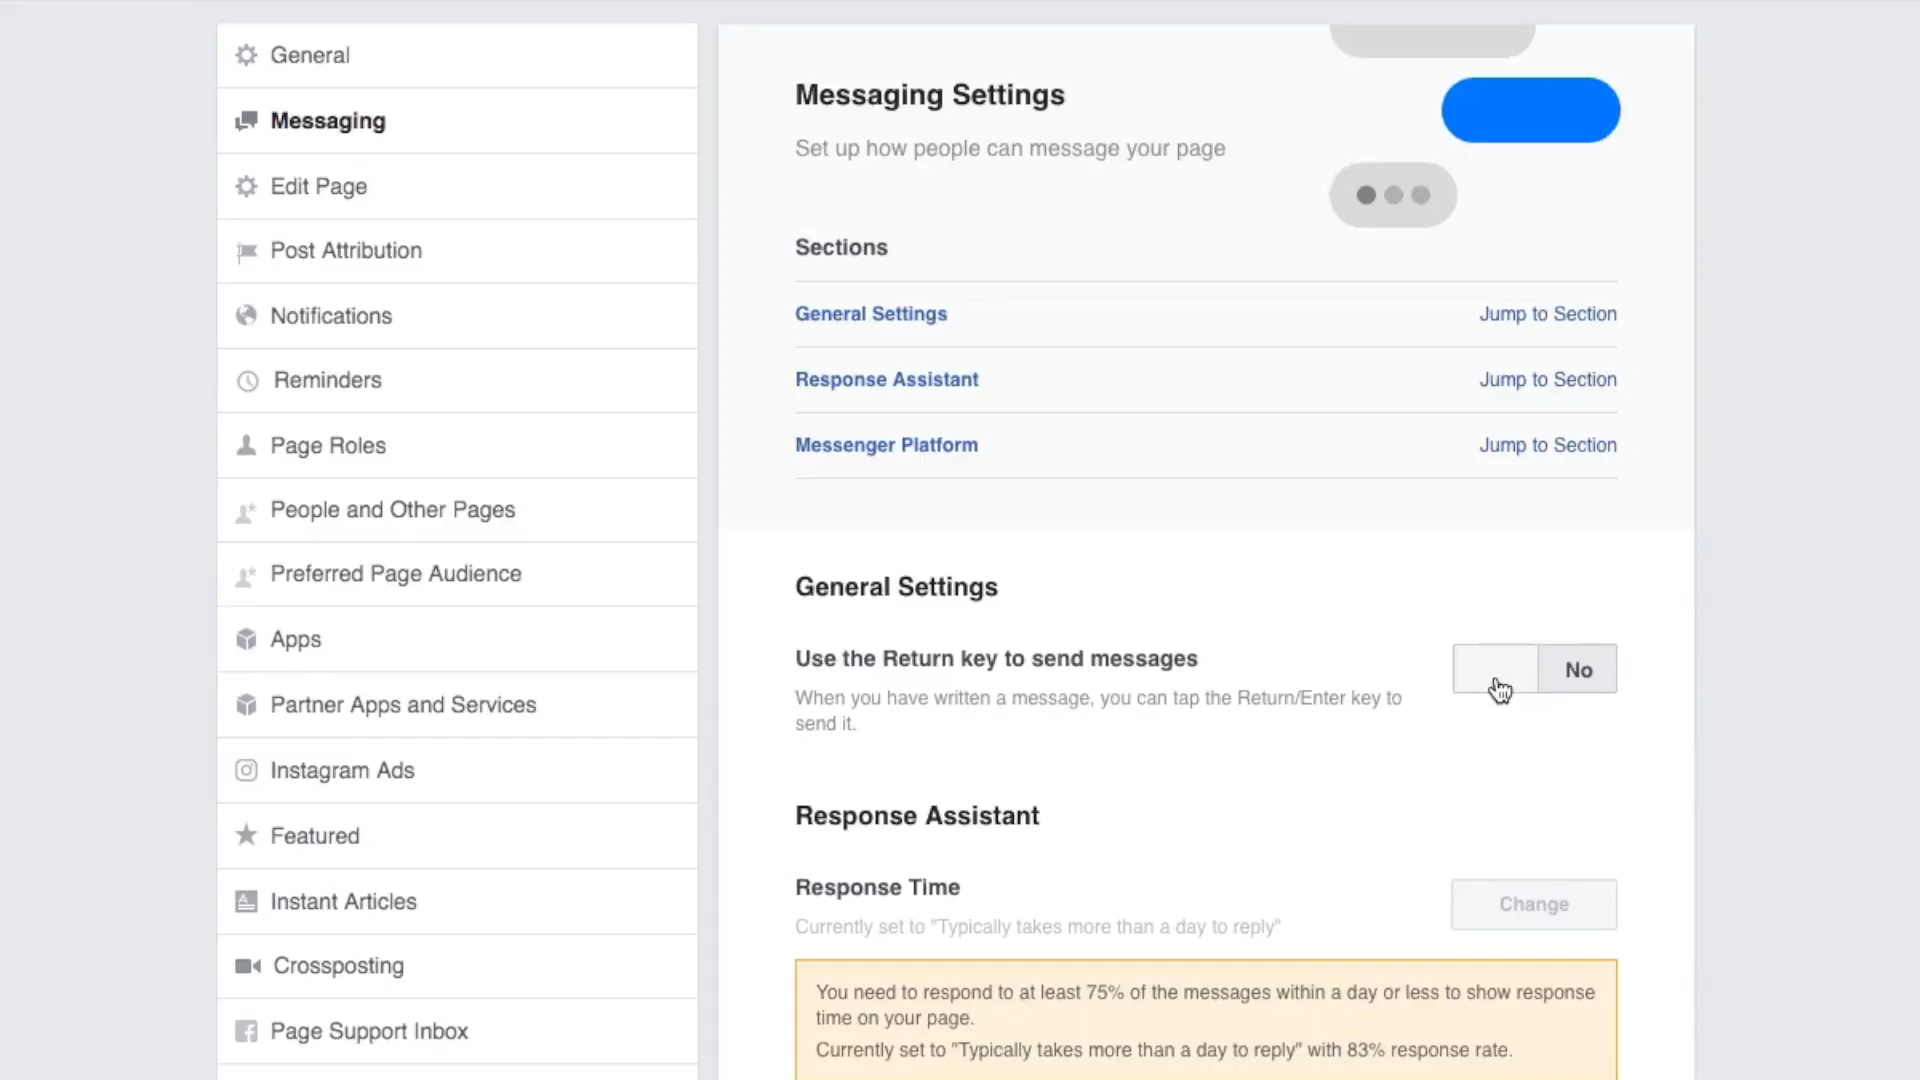 General
Messaging
Edit Page
Post Attribution
Notifications
Reminders
Page Roles
People and Other Pages
Preferred Page Audience
Apps
Partner Apps and Services
Instagram Ads
Featured
Instant Articles
Crossposting
Page Support Inbox
Messaging Settings
Set up how people can message your page
Sections
General Settings Jump to Section
Response Assistant Jump to Section
Messenger Platform Jump to Section
General Settings
Use the Return key to send messages
No
When you have written a message, you can tap the Return/Enter key to
send it.
Response Assistant
Response Time
Change
Currently set to "Typically takes more than a day to reply"
You need to respond to at least 75% of the messages within a day or less to show response
time on your page.
Currently set to "Typically takes more than a day to reply" with 83% response rate.